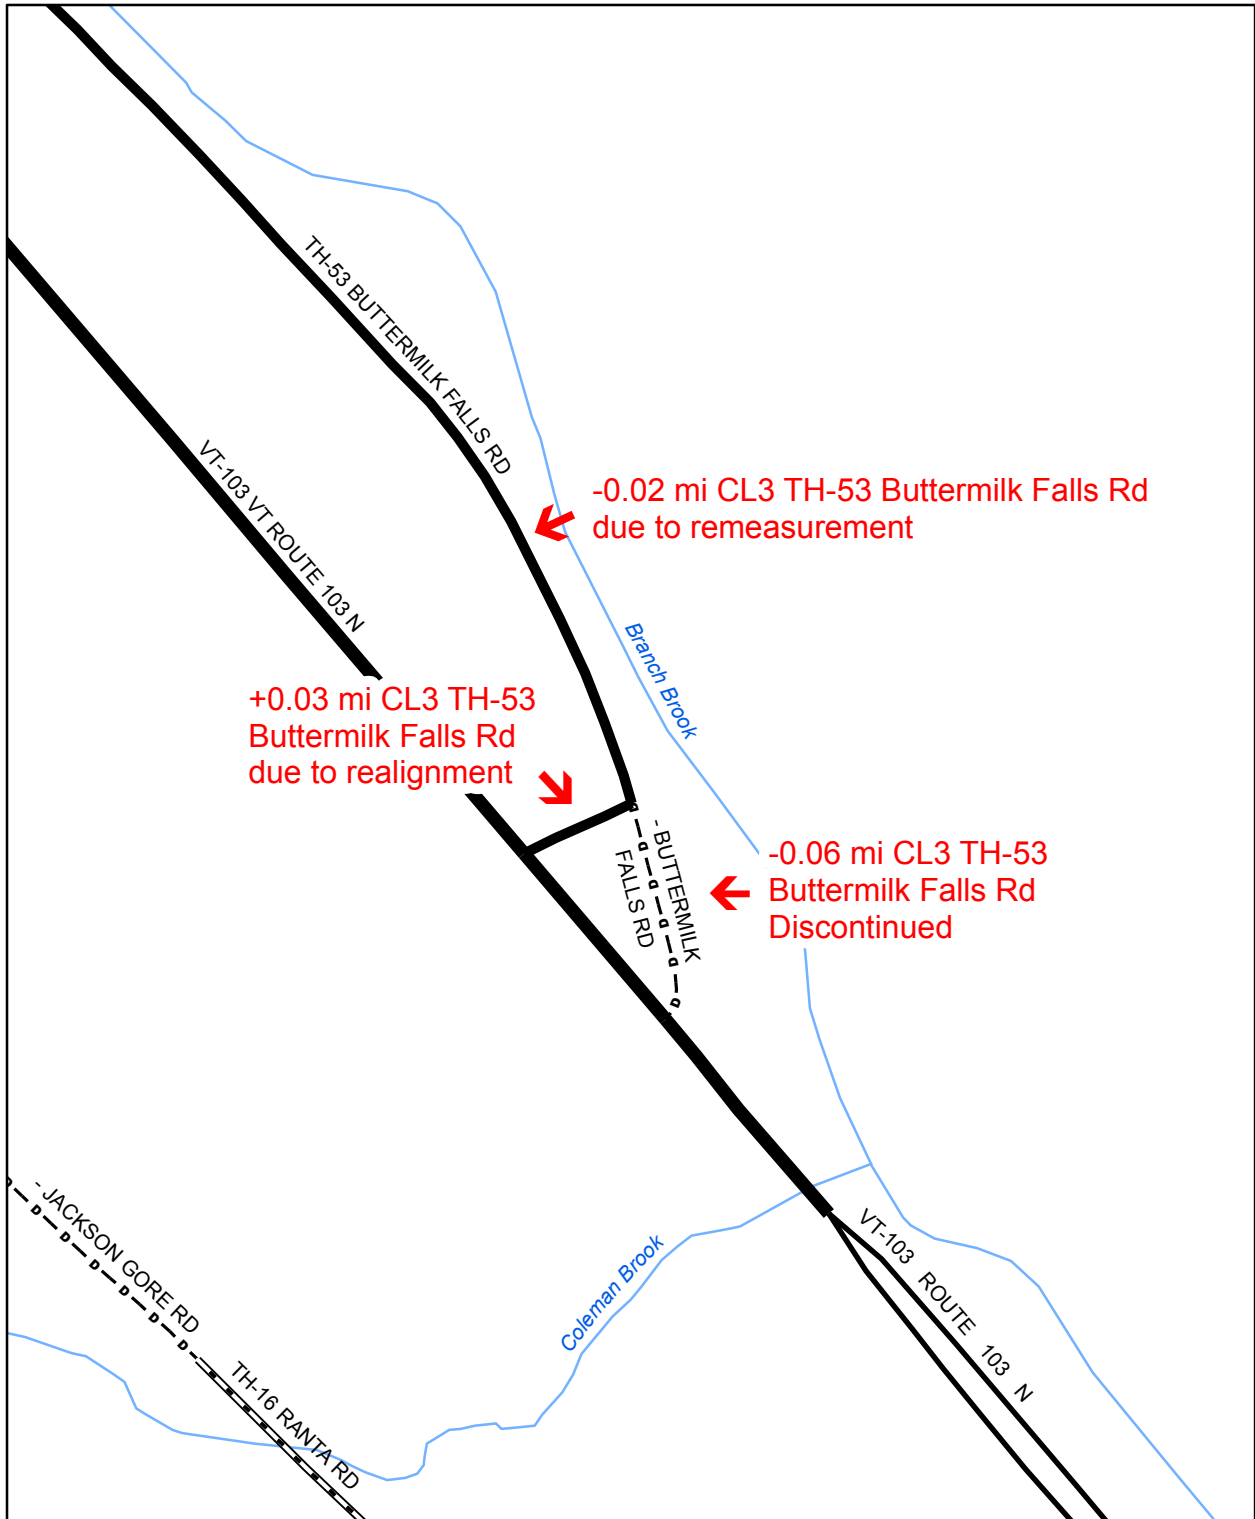 TH-53 BUTTERMILK FALLS RD
VT-103 VT ROUTE 103 N
-0.02 mi CL3 TH-53 Buttermilk Falls Rd
due to remeasurement
Branch Brook
+0.03 mi CL3 TH-53
Buttermilk Falls Rd
due to realignment
- BUTTERMILK
FALLS RD
-0.06 mi CL3 TH-53
Buttermilk Falls Rd
Discontinued
D
D
D
D
D
D
- JACKSON GORE RD
D
D
D
D
D
D
D
Coleman Brook
VT-103 ROUTE 103 N
TH-16 RANTA RD